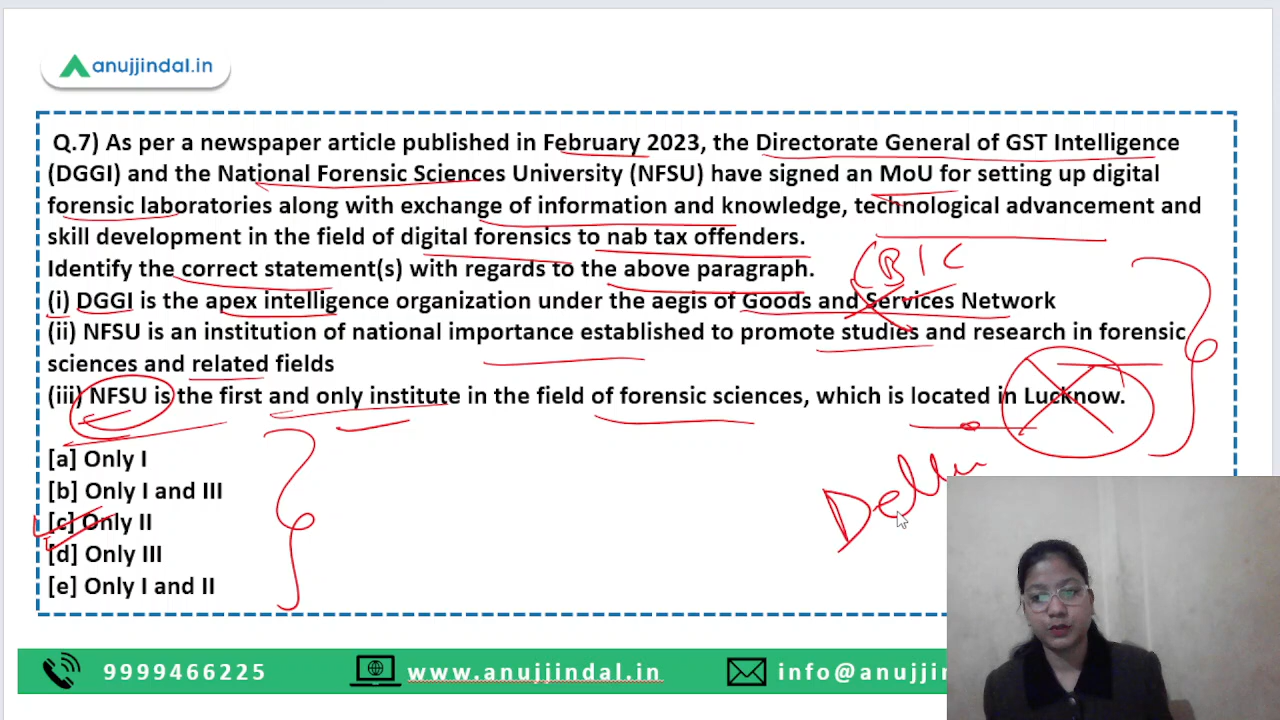 anujjindal.in
Q.7) As per a newspaper article published in February 2023, the Directorate General of GST Intelligence
(DGGI) and the National Forensic Sciences University (NFSU) have signed an MoU for setting up digital
forensic laboratories along with exchange of information and knowledge, technological advancement and
skill development in the field of digital forensics to nab tax offenders.
CBIC
Identify the correct statement(s) with regards to the above paragraph.
(i) DGGI is the apex intelligence organization under the aegis of Goods and Services Network
(ii) NFSU is an institution of national importance established to promote studies and research in forensic
sciences and related fields
(iii) NFSU is the first and only institute in the field of forensic sciences, which is located in Lucknow.
[a] Only I
[b] Only I and III
Delhi
[c] Only II
[d] Only III
[e] Only I and II
9999466225 www.anujjindal.in info@anujjin